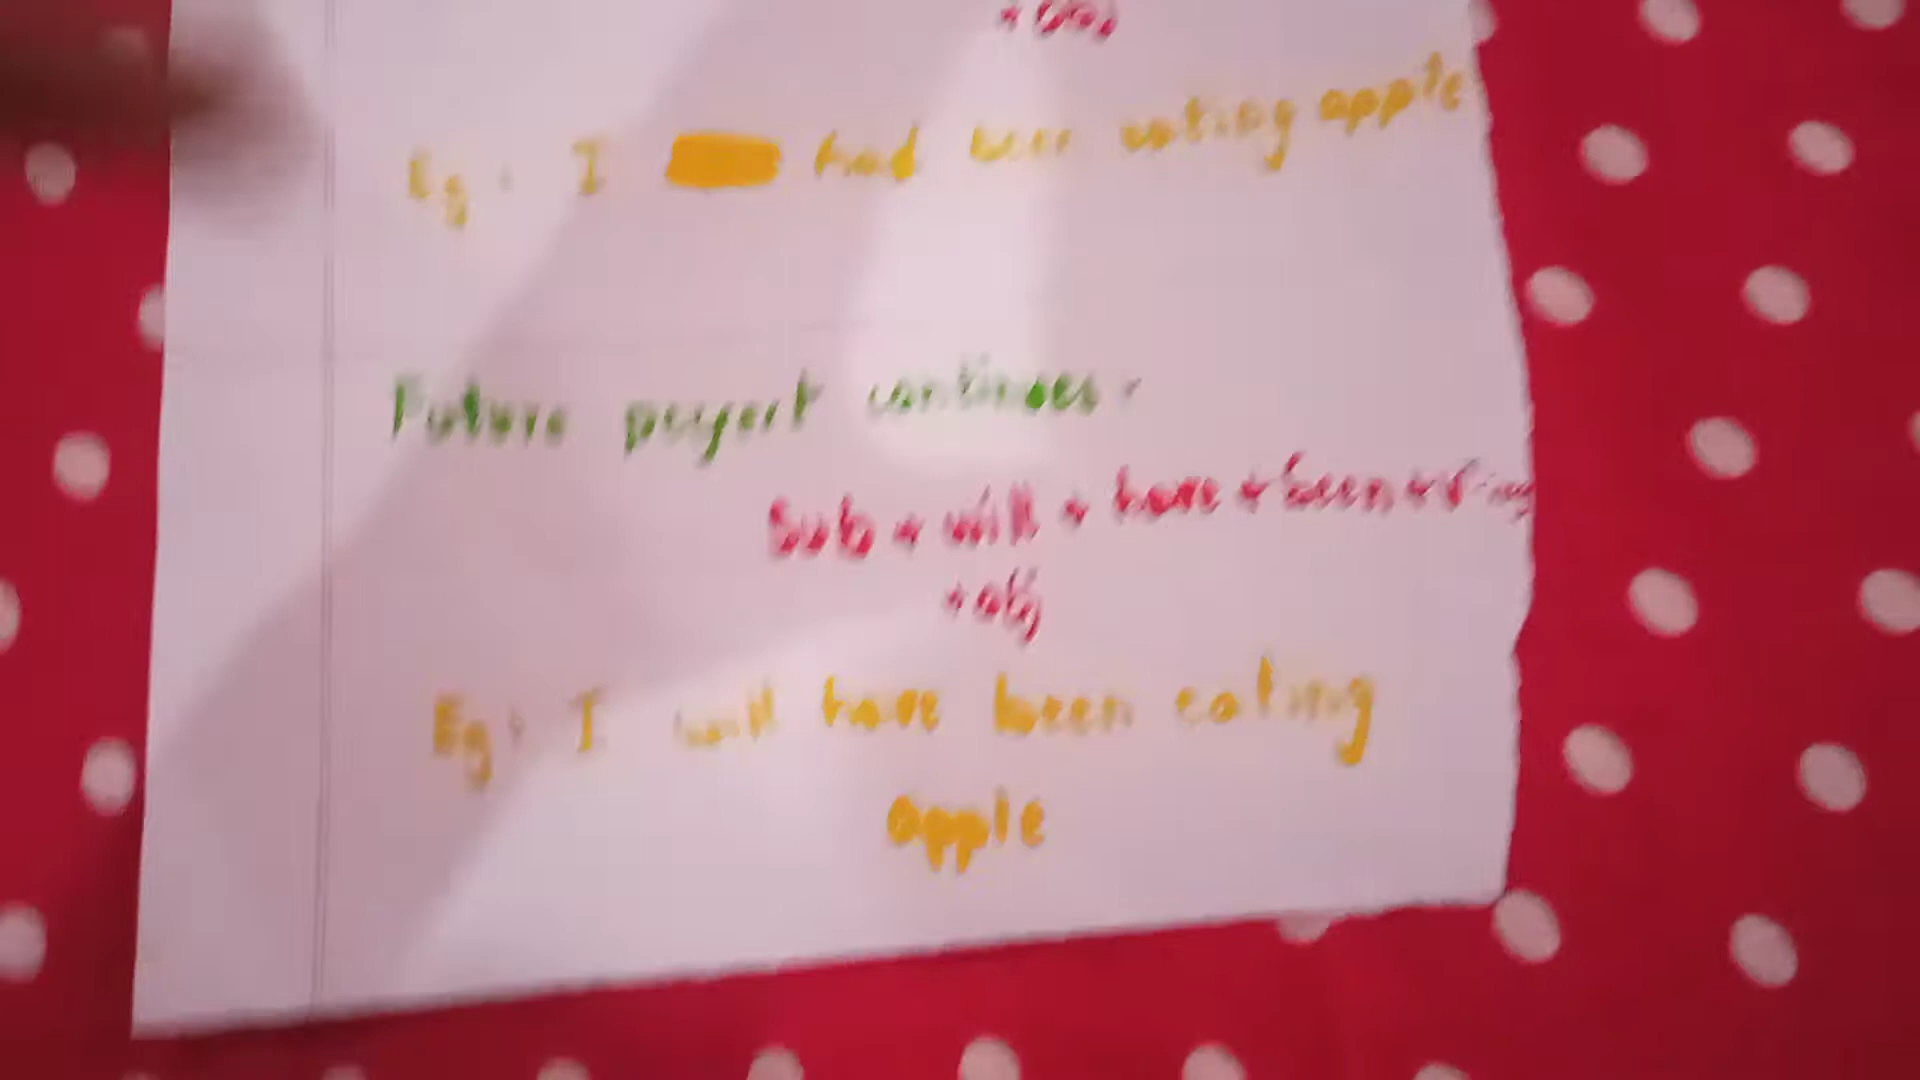 + obj
Eg : I had been eating apple
Future perfect continues :
Sub + will + have + been + V-ing
+ obj
Eg : I will have been eating
apple